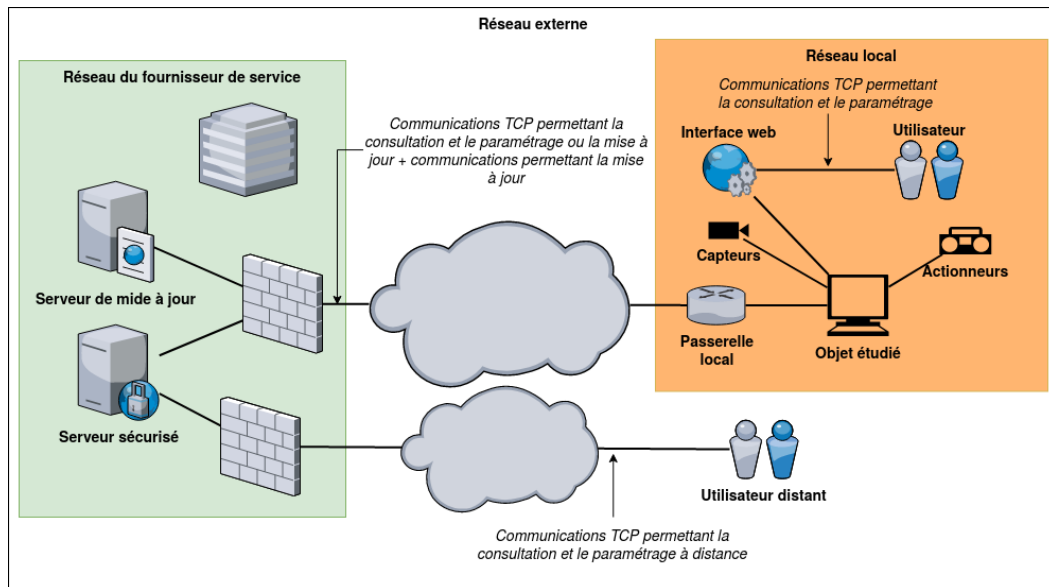 Réseau externe
Réseau du fournisseur de service
Réseau local
Communications TCP permettant
la consultation et le paramétrage
Communications TCP permettant la
consultation et le paramétrage ou la mise à
jour + communications permettant la mise
à jour
Interface web
Utilisateur
Capteurs
Actionneurs
Serveur de mide à jour
Passerelle
local
Objet étudié
Serveur sécurisé
Utilisateur distant
Communications TCP permettant la
consultation et le paramétrage à distance